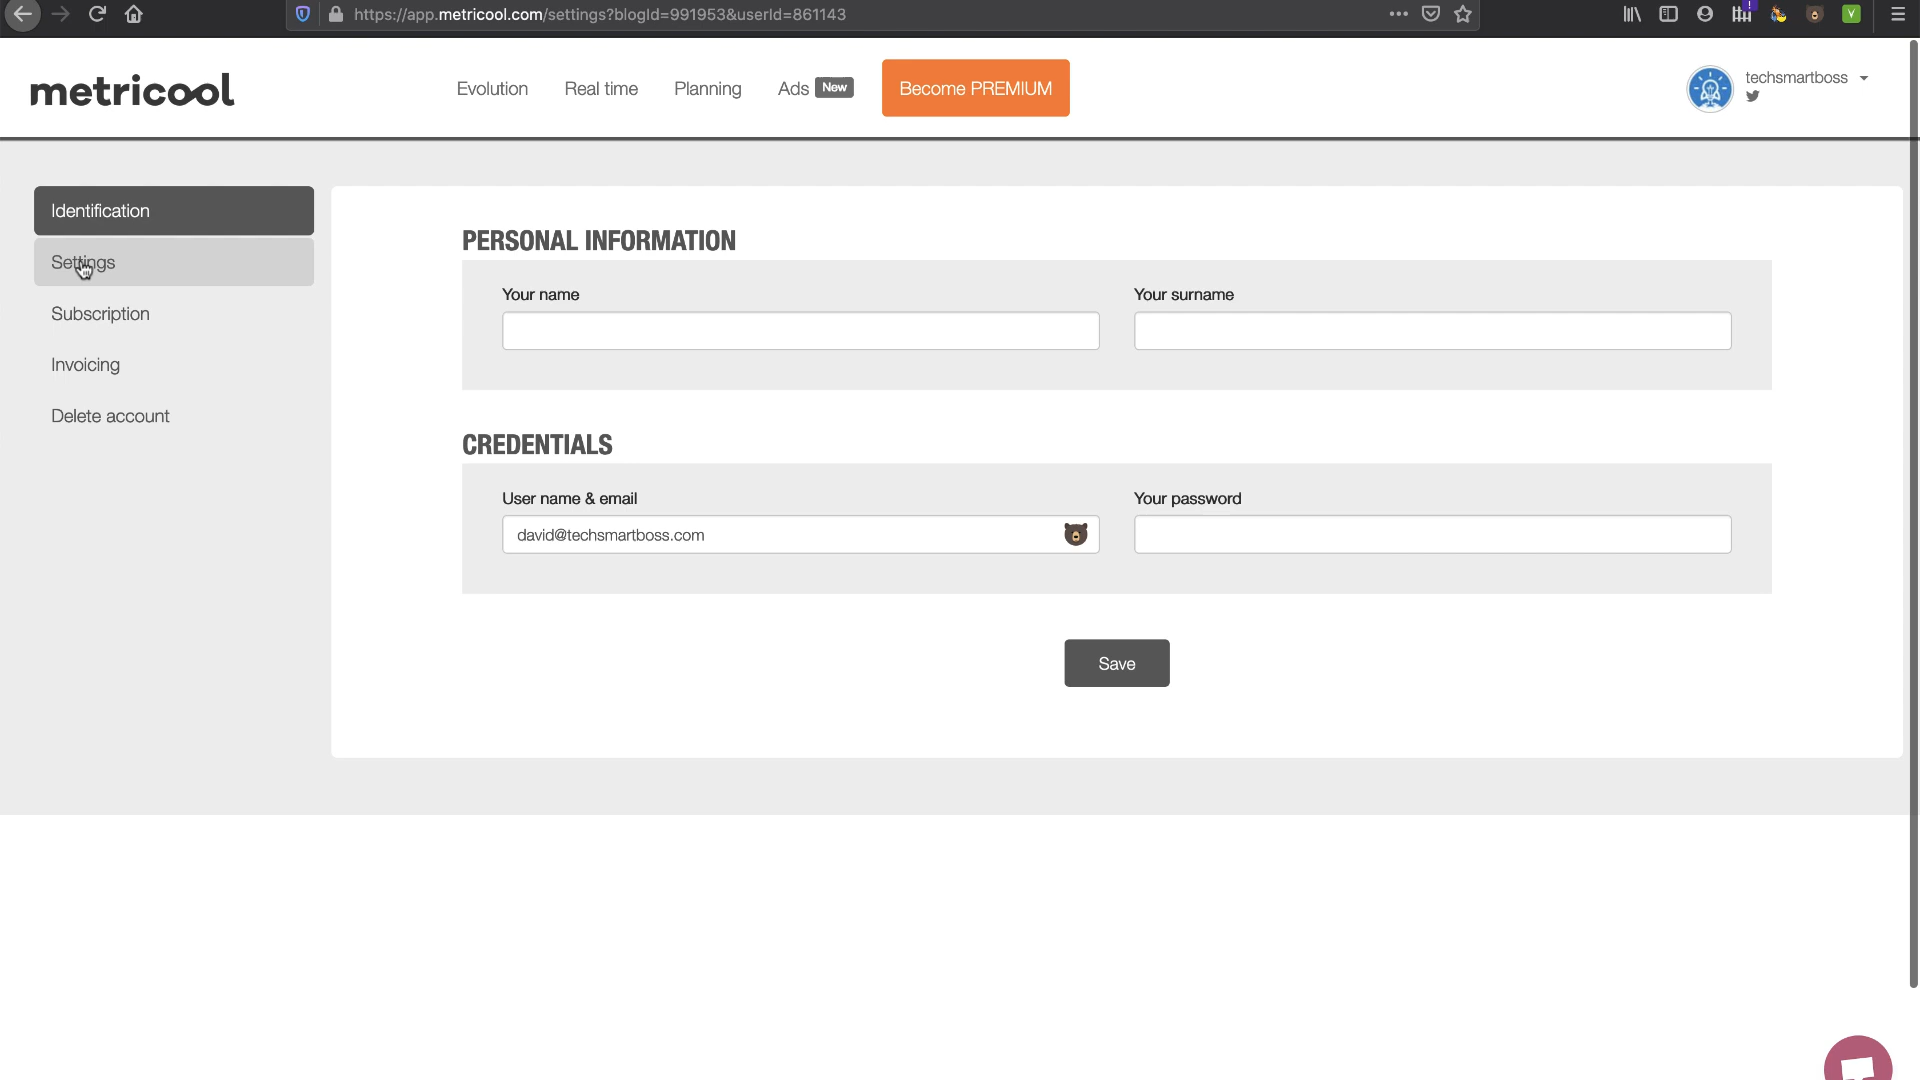 https://app.metricool.com/settings?blogId=991953&userId=861143
metricool
Evolution
Real time
Planning
Ads
New
Become PREMIUM
techsmartboss
Identification
Settings
Subscription
Invoicing
Delete account
PERSONAL INFORMATION
Your name
Your surname
CREDENTIALS
User name & email
Your password
david@techsmartboss.com
Save